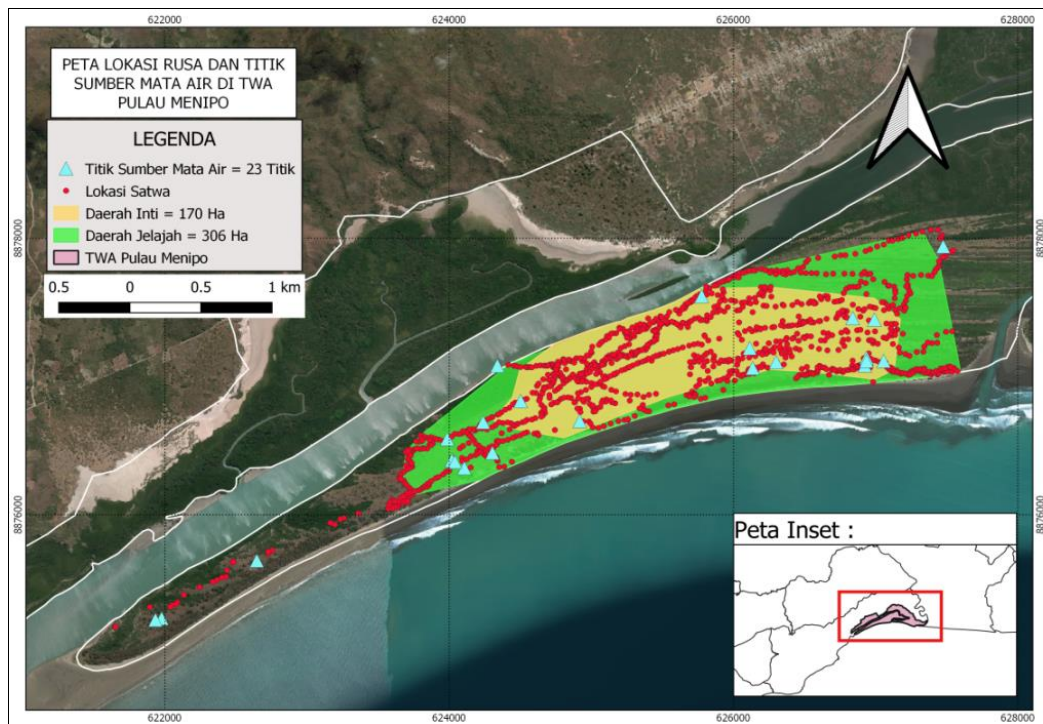 622000
624000
626000
628000
PETA LOKASI RUSA DAN TITIK
SUMBER MATA AIR DI TWA
PULAU MENIPO
LEGENDA
Titik Sumber Mata Air = 23 Titik
Lokasi Satwa
Daerah Inti = 170 Ha
Daerah Jelajah = 306 Ha
TWA Pulau Menipo
0.5 0 0.5 1 km
8878000
8878000
8876000
8876000
Peta Inset :
622000
624000
626000
628000